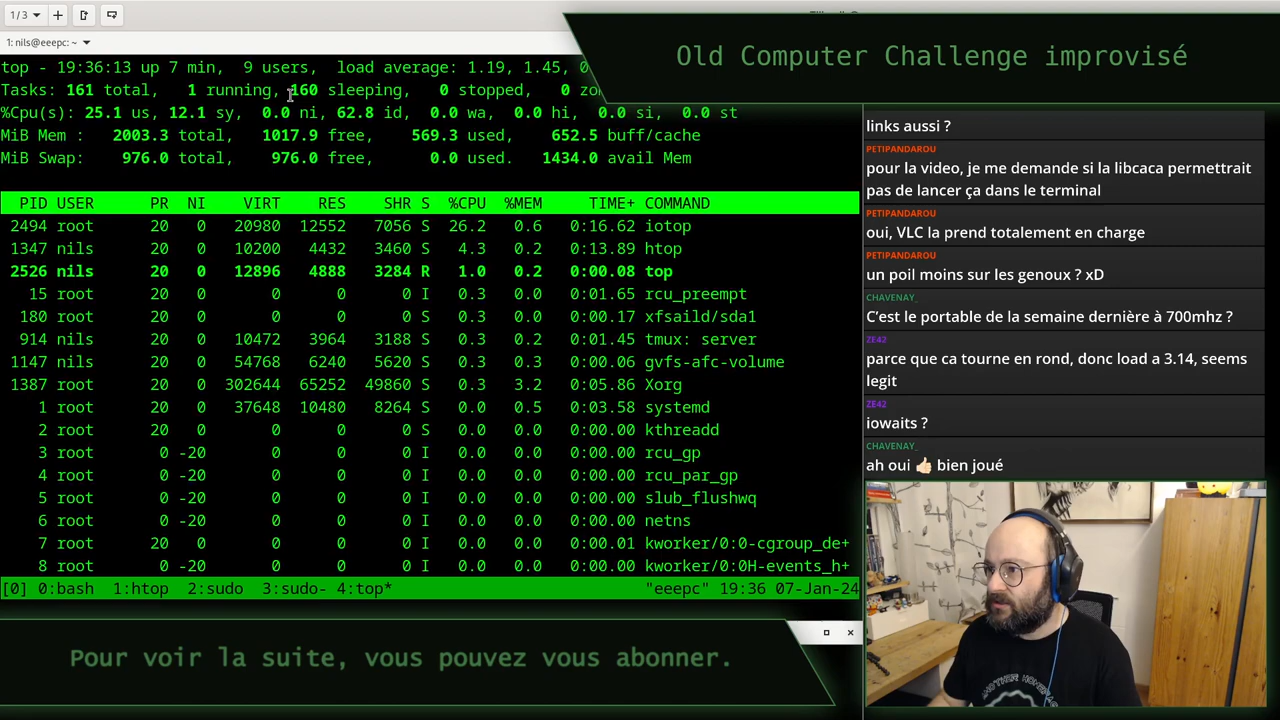 1/3
1: nils@eeepc: ~
Old Computer Challenge improvisé
top - 19:36:13 up 7 min,  9 users,  load average: 1.19, 1.45, 0
Tasks: 161 total,   1 running, 160 sleeping,   0 stopped,   0 zo
%Cpu(s): 25.1 us, 12.1 sy,  0.0 ni, 62.8 id,  0.0 wa,  0.0 hi,  0.0 si,  0.0 st
MiB Mem :   2003.3 total,   1017.9 free,    569.3 used,    652.5 buff/cache
MiB Swap:    976.0 total,    976.0 free,      0.0 used.   1434.0 avail Mem
PID USER      PR  NI    VIRT    RES    SHR S  %CPU  %MEM     TIME+ COMMAND
2494 root      20   0   20980  12552   7056 S  26.2   0.6   0:16.62 iotop
1347 nils      20   0   10200   4432   3460 S   4.3   0.2   0:13.89 htop
2526 nils      20   0   12896   4888   3284 R   1.0   0.2   0:00.08 top
15 root      20   0       0      0      0 I   0.3   0.0   0:01.65 rcu_preempt
180 root      20   0       0      0      0 S   0.3   0.0   0:00.17 xfsaild/sda1
914 nils      20   0   10472   3964   3188 S   0.3   0.2   0:01.45 tmux: server
1147 nils      20   0   54768   6240   5620 S   0.3   0.3   0:00.06 gvfs-afc-volume
1387 root      20   0  302644  65252  49860 S   0.3   3.2   0:05.86 Xorg
1 root      20   0   37648  10480   8264 S   0.0   0.5   0:03.58 systemd
2 root      20   0       0      0      0 S   0.0   0.0   0:00.00 kthreadd
3 root       0 -20       0      0      0 I   0.0   0.0   0:00.00 rcu_gp
4 root       0 -20       0      0      0 I   0.0   0.0   0:00.00 rcu_par_gp
5 root       0 -20       0      0      0 I   0.0   0.0   0:00.00 slub_flushwq
6 root       0 -20       0      0      0 I   0.0   0.0   0:00.00 netns
7 root      20   0       0      0      0 I   0.0   0.0   0:00.01 kworker/0:0-cgroup_de+
8 root       0 -20       0      0      0 I   0.0   0.0   0:00.00 kworker/0:0H-events_h+
[0] 0:bash  1:htop  2:sudo  3:sudo- 4:top*    "eeepc" 19:36 07-Jan-24
links aussi ?
PETIPANDAROU
pour la video, je me demande si la libcaca permettrait
pas de lancer ça dans le terminal
PETIPANDAROU
oui, VLC la prend totalement en charge
PETIPANDAROU
un poil moins sur les genoux ? xD
CHAVENAY_
C'est le portable de la semaine dernière à 700mhz ?
ZE42
parce que ca tourne en rond, donc load a 3.14, seems
legit
ZE42
iowaits ?
CHAVENAY_
ah oui 👍🏻 bien joué
Pour voir la suite, vous pouvez vous abonner.